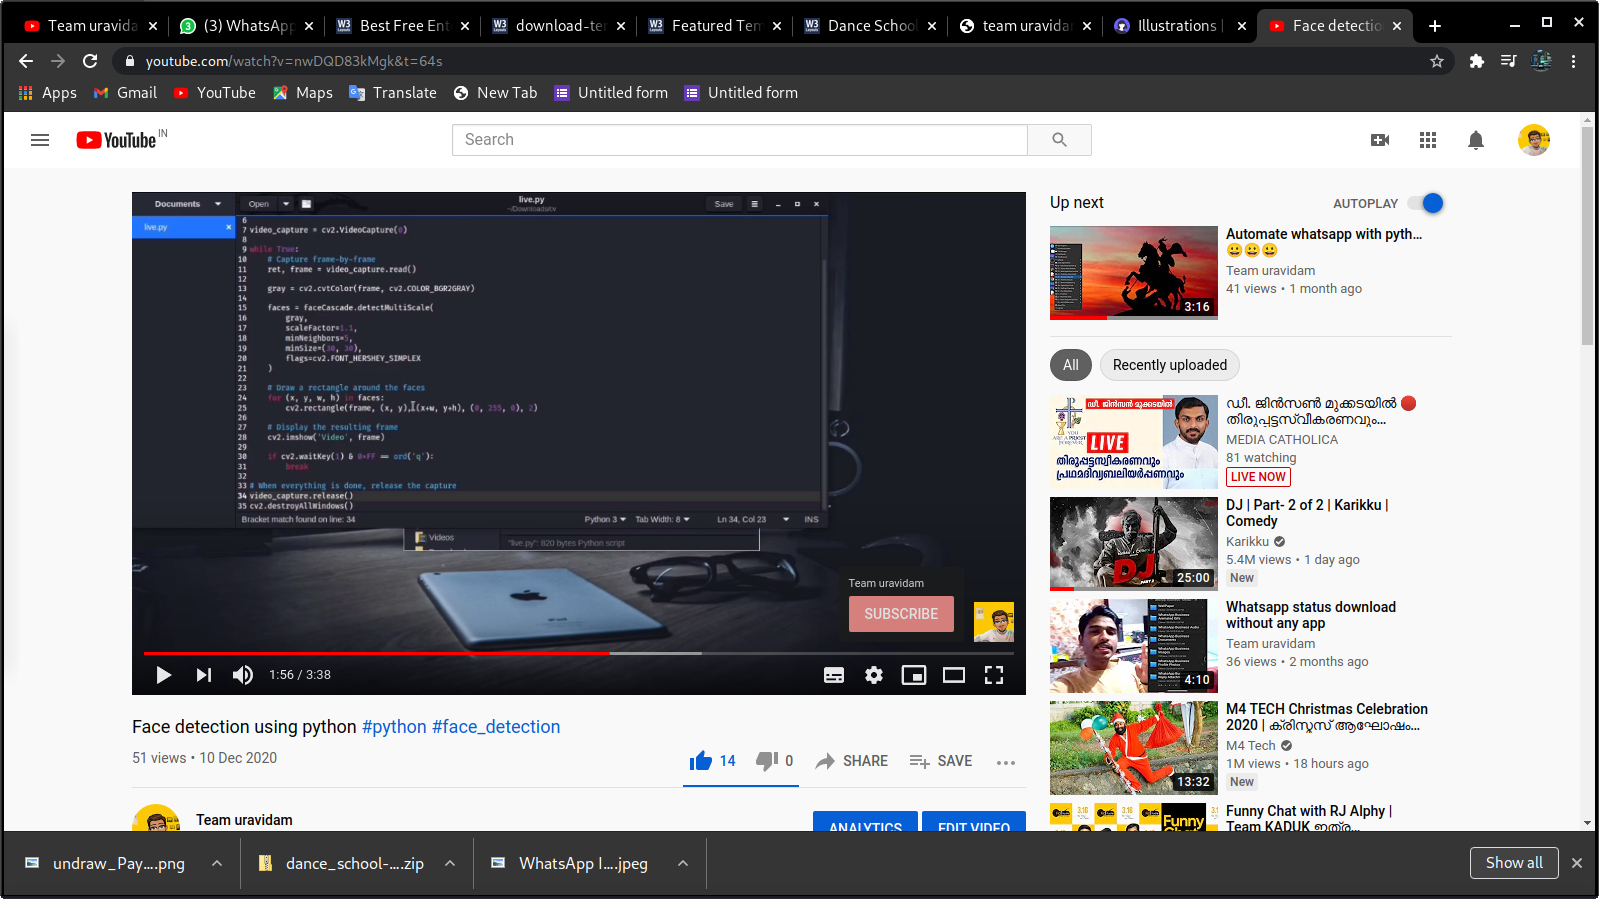 Team uravida
(3) WhatsApp
Best Free Ent
download-ter
Featured Tem
Dance School
team uravidar
Illustrations |
Face detectio
youtube.com/watch?v=nwDQD83kMgk&t=64s
Apps
Gmail
YouTube
Maps
Translate
New Tab
Untitled form
Untitled form
YouTube IN
Search
Documents
Open
live.py
~/Downloads/cv
Save
live.py
6
7 video_capture = cv2.VideoCapture(0)
8
9 while True:
10 # Capture frame-by-frame
11 ret, frame = video_capture.read()
12
13 gray = cv2.cvtColor(frame, cv2.COLOR_BGR2GRAY)
14
15 faces = faceCascade.detectMultiScale(
16 gray,
17 scaleFactor=1.1,
18 minNeighbors=5,
19 minSize=(30, 30),
20 flags=cv2.FONT_HERSHEY_SIMPLEX
21 )
22
23 # Draw a rectangle around the faces
24 for (x, y, w, h) in faces:
25 cv2.rectangle(frame, (x, y), (x+w, y+h), (0, 255, 0), 2)
26
27 # Display the resulting frame
28 cv2.imshow('Video', frame)
29
30 if cv2.waitKey(1) & 0xFF == ord('q'):
31 break
32
33 # When everything is done, release the capture
34 video_capture.release()
35 cv2.destroyAllWindows()
Bracket match found on line: 34
Python 3
Tab Width: 8
Ln 34, Col 23
INS
Videos
"live.py": 820 bytes Python script
Team uravidam
SUBSCRIBE
1:56 / 3:38
Face detection using python #python #face_detection
51 views • 10 Dec 2020
14
0
SHARE
SAVE
Team uravidam
ANALYTICS
EDIT VIDEO
Up next
AUTOPLAY
Automate whatsapp with pyth...
😀😀😀
Team uravidam
41 views • 1 month ago
3:16
All
Recently uploaded
ഡീ. ജിൻസൺ മുക്കടയിൽ
YOU
ARE A PRIEST
FOREVER
LIVE
തിരുപ്പട്ടസ്വീകരണവും
പ്രഥമദിവ്യബലിയർപ്പണവും
ഡീ. ജിൻസൺ മുക്കടയിൽ 🔴
തിരുപ്പട്ടസ്വീകരണവും...
MEDIA CATHOLICA
81 watching
LIVE NOW
DJ
25:00
DJ | Part- 2 of 2 | Karikku |
Comedy
Karikku
5.4M views • 1 day ago
New
4:10
Whatsapp status download
without any app
Team uravidam
36 views • 2 months ago
13:32
M4 TECH Christmas Celebration
2020 | ക്രിസ്മസ് ആഘോഷം...
M4 Tech
1M views • 18 hours ago
New
Funny
Funny Chat with RJ Alphy |
Team KADUK ഇത്ര...
undraw_Pay....png
dance_school-....zip
WhatsApp I....jpeg
Show all